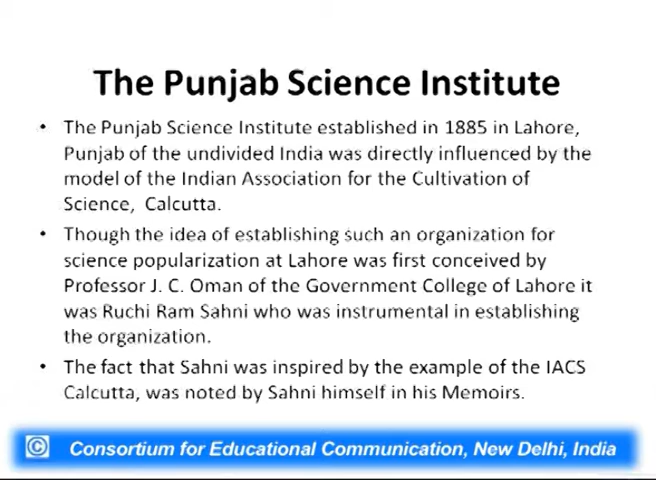 The Punjab Science Institute
• The Punjab Science Institute established in 1885 in Lahore,
Punjab of the undivided India was directly influenced by the
model of the Indian Association for the Cultivation of
Science, Calcutta.
• Though the idea of establishing such an organization for
science popularization at Lahore was first conceived by
Professor J. C. Oman of the Government College of Lahore it
was Ruchi Ram Sahni who was instrumental in establishing
the organization.
• The fact that Sahni was inspired by the example of the IACS
Calcutta, was noted by Sahni himself in his Memoirs.
© Consortium for Educational Communication, New Delhi, India